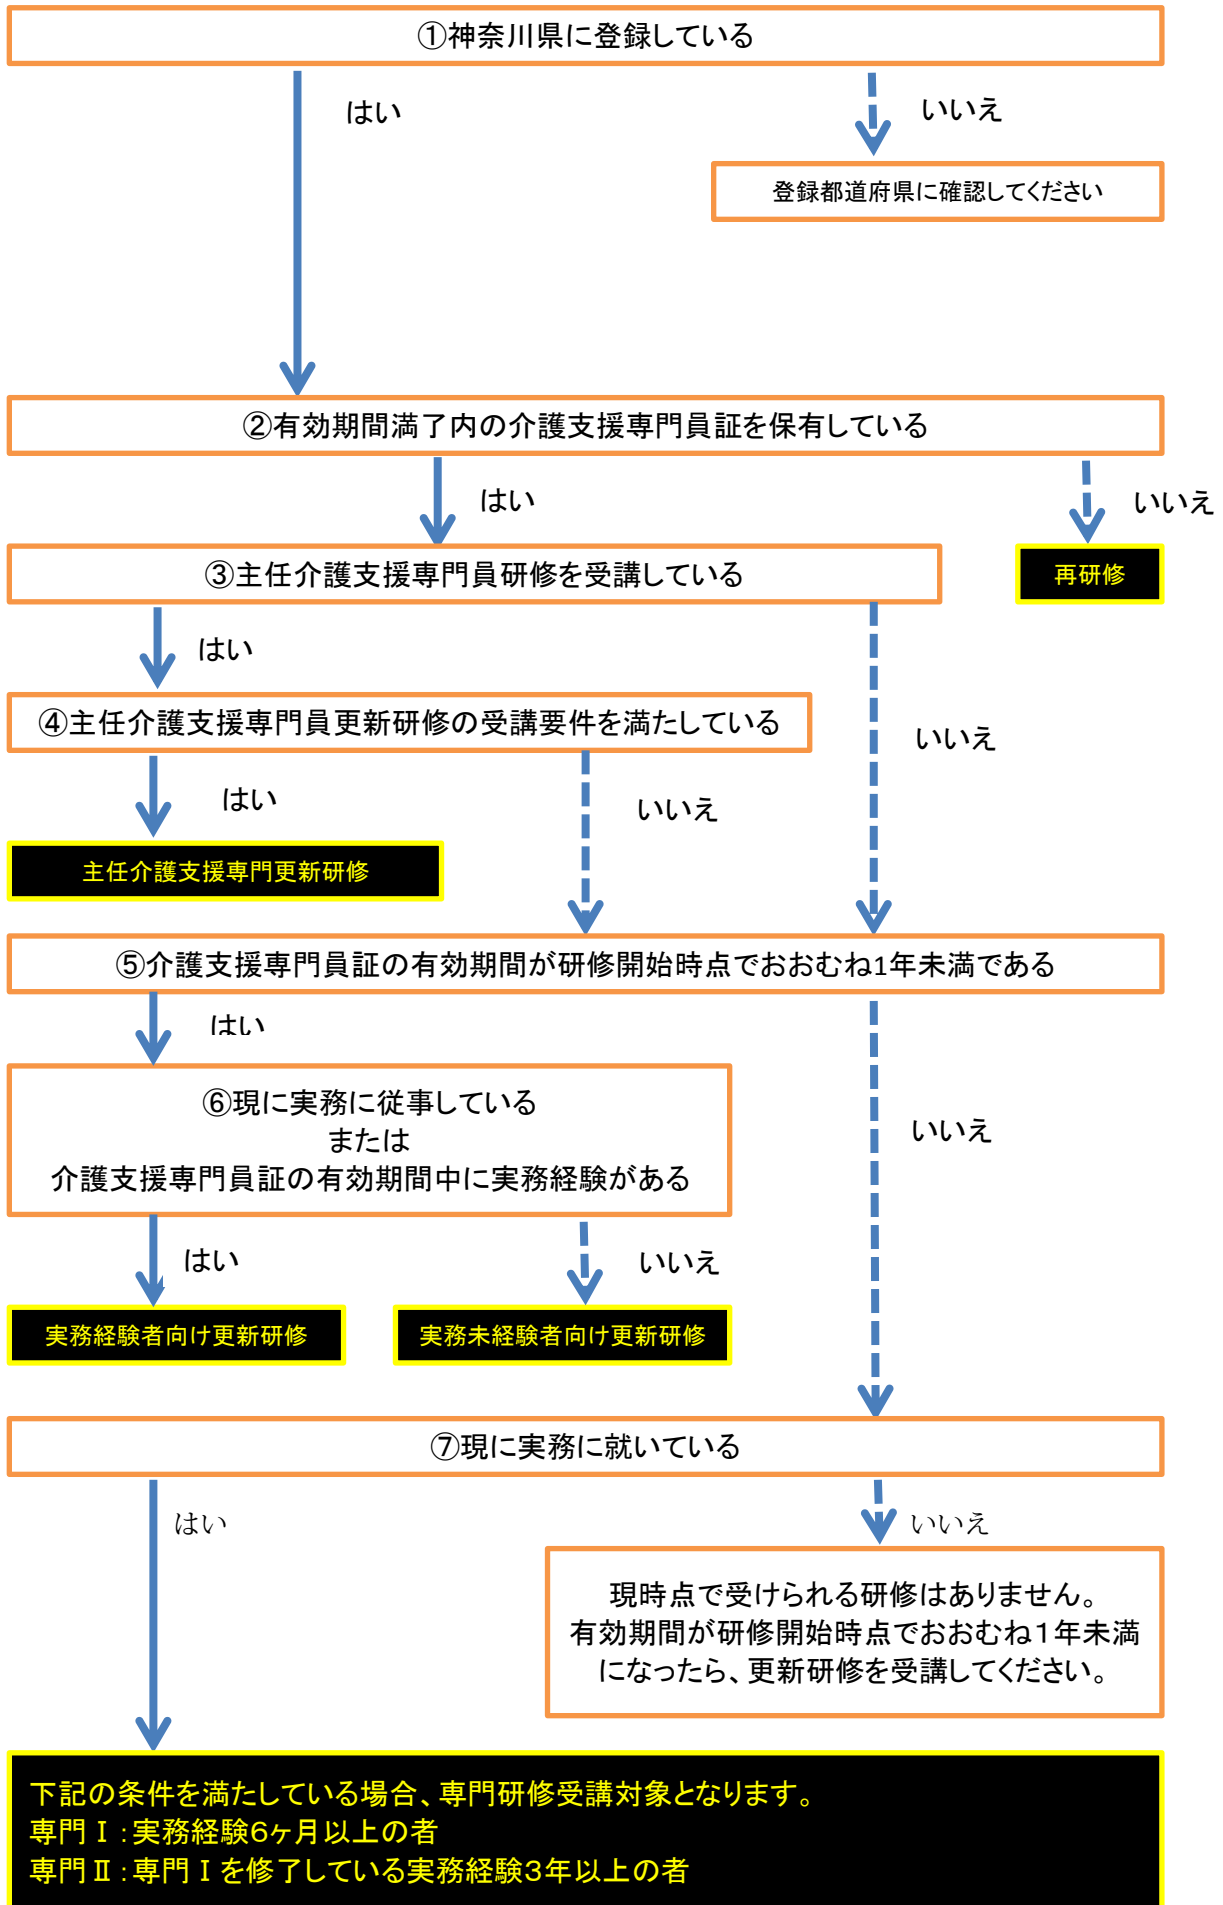 ①神奈川県に登録している
はい
いいえ
登録都道府県に確認してください
②有効期間満了内の介護支援専門員証を保有している
はい
いいえ
③主任介護支援専門員研修を受講している
再研修
はい
④主任介護支援専門員更新研修の受講要件を満たしている
いいえ
はい
いいえ
主任介護支援専門更新研修
⑤介護支援専門員証の有効期間が研修開始時点でおおむね1年未満である
はい
⑥現に実務に従事している
または
介護支援専門員証の有効期間中に実務経験がある
いいえ
はい
いいえ
実務経験者向け更新研修
実務未経験者向け更新研修
⑦現に実務に就いている
はい
いいえ
現時点で受けられる研修はありません。
有効期間が研修開始時点でおおむね１年未満
になったら、更新研修を受講してください。
下記の条件を満たしている場合、専門研修受講対象となります。
専門Ⅰ：実務経験６ヶ月以上の者
専門Ⅱ：専門Ⅰを修了している実務経験３年以上の者